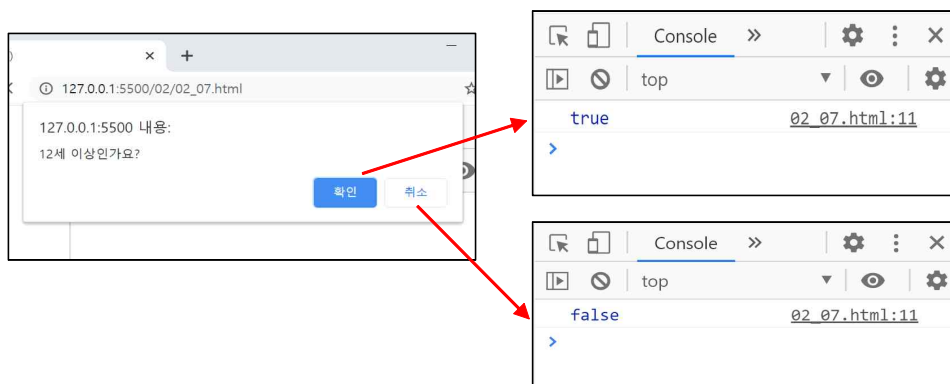 127.0.0.1:5500/02/02_07.html
127.0.0.1:5500 내용:
12세 이상인가요?
확인
취소
Console
top
true 02_07.html:11
Console
top
false 02_07.html:11